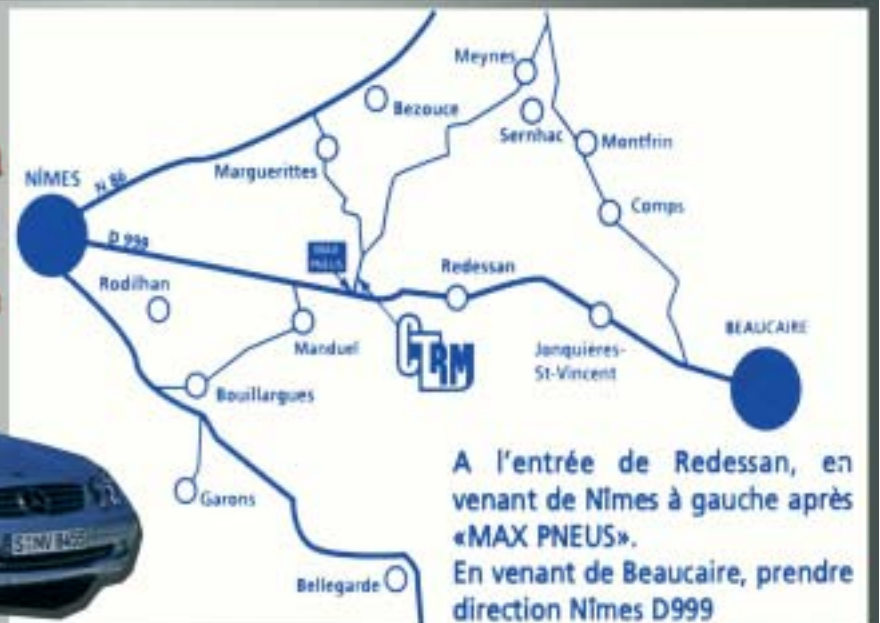 Meynes
Bezouce
Sernhac
Montfrin
Marguerittes
NÎMES
N 86
Comps
D 999
MAX
PNEUS
Redessan
Rodilhan
BEAUCAIRE
Manduel
CTRM
Jonquières-
St-Vincent
Bouillargues
A l'entrée de Redessan, en
venant de Nîmes à gauche après
«MAX PNEUS».
En venant de Beaucaire, prendre
direction Nîmes D999
Garons
Bellegarde